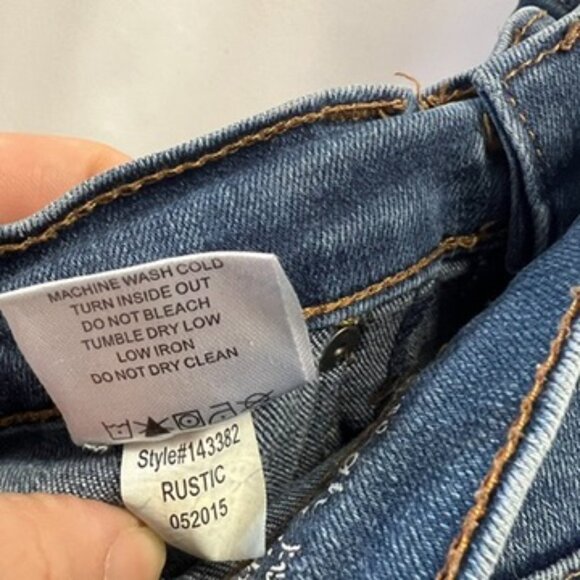 MACHINE WASH COLD
TURN INSIDE OUT
DO NOT BLEACH
TUMBLE DRY LOW
LOW IRON
DO NOT DRY CLEAN
Style#143382
RUSTIC
052015